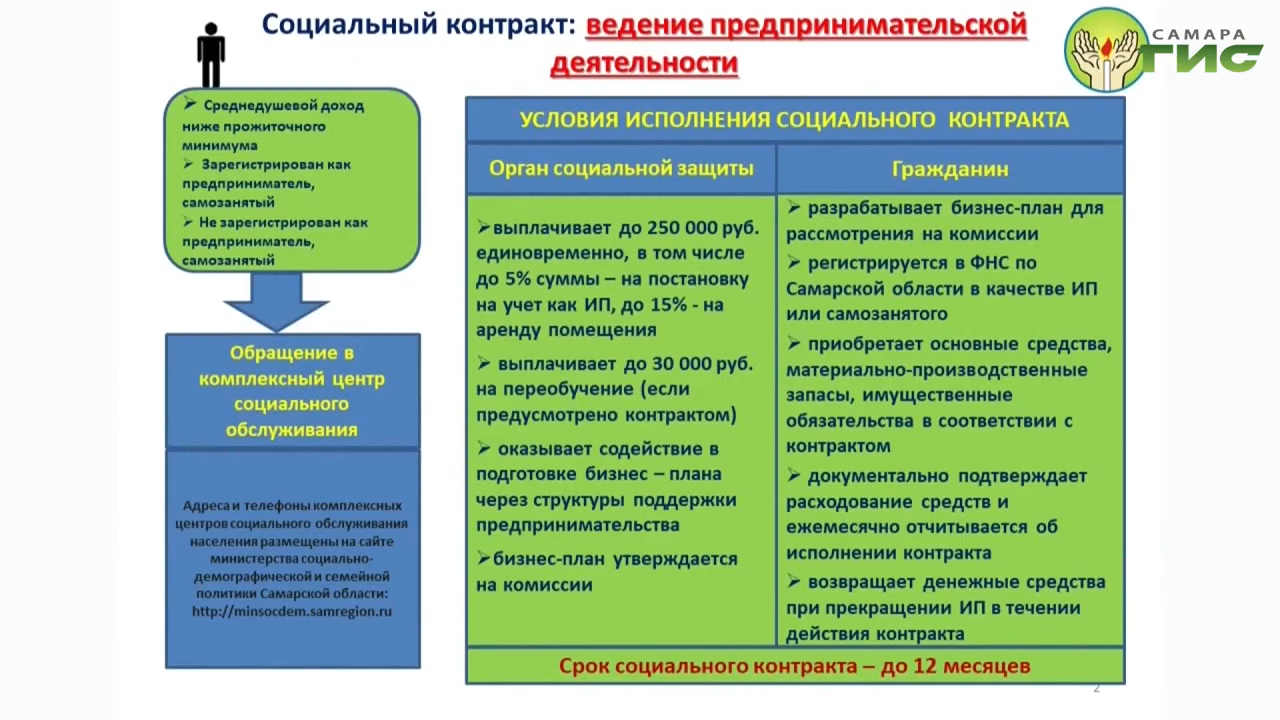 Социальный контракт: ведение предпринимательской
деятельности
САМАРА
ГИС
➢ Среднедушевой доход
ниже прожиточного
минимума
➢ Зарегистрирован как
предприниматель,
самозанятый
➢ Не зарегистрирован как
предприниматель,
самозанятый
Обращение в
комплексный центр
социального
обслуживания
Адреса и телефоны комплексных
центров социального обслуживания
населения размещены на сайте
министерства социально-
демографической и семейной
политики Самарской области:
http://minsocdem.samregion.ru
УСЛОВИЯ ИСПОЛНЕНИЯ СОЦИАЛЬНОГО КОНТРАКТА
Орган социальной защиты
➢выплачивает до 250 000 руб.
единовременно, в том числе
до 5% суммы – на постановку
на учет как ИП, до 15% - на
аренду помещения
➢ выплачивает до 30 000 руб.
на переобучение (если
предусмотрено контрактом)
➢ оказывает содействие в
подготовке бизнес – плана
через структуры поддержки
предпринимательства
➢бизнес-план утверждается
на комиссии
Гражданин
➢ разрабатывает бизнес-план для
рассмотрения на комиссии
➢ регистрируется в ФНС по
Самарской области в качестве ИП
или самозанятого
➢ приобретает основные средства,
материально-производственные
запасы, имущественные
обязательства в соответствии с
контрактом
➢ документально подтверждает
расходование средств и
ежемесячно отчитывается об
исполнении контракта
➢ возвращает денежные средства
при прекращении ИП в течении
действия контракта
Срок социального контракта – до 12 месяцев
2